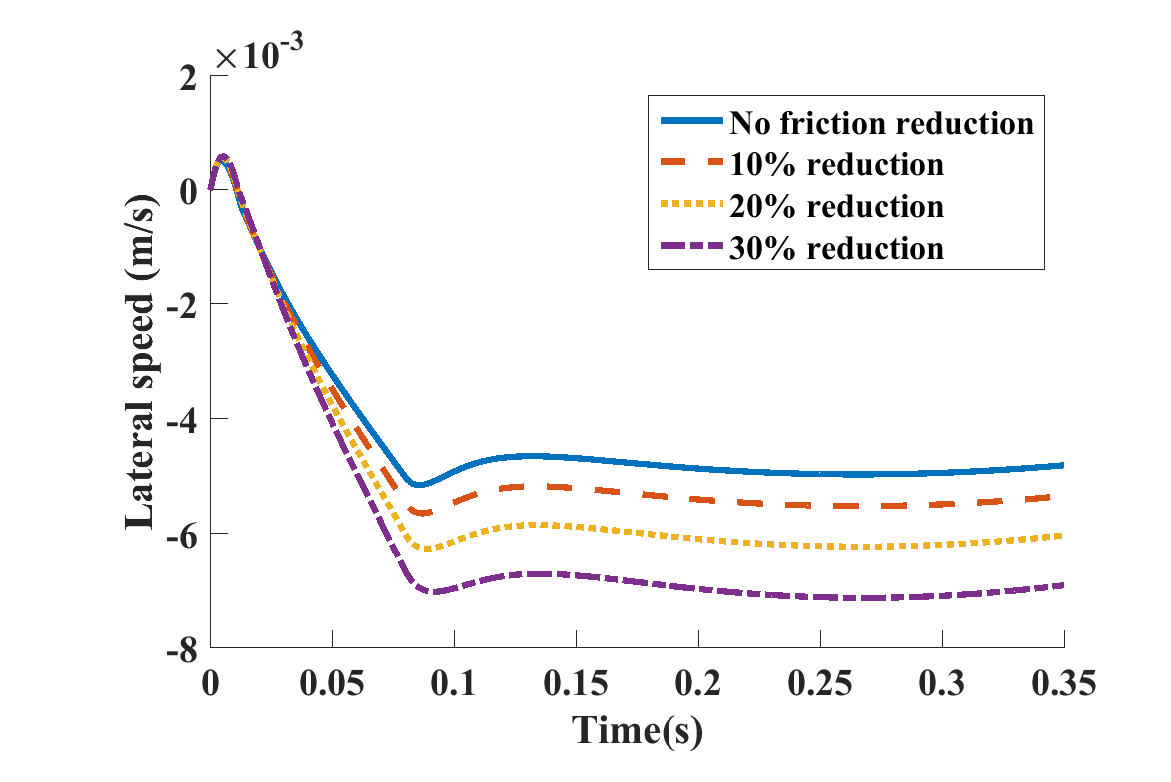 ×10-3
2
0
-2
-4
-6
-8
Lateral speed (m/s)
No friction reduction
10% reduction
20% reduction
30% reduction
0 0.05 0.1 0.15 0.2 0.25 0.3 0.35
Time(s)